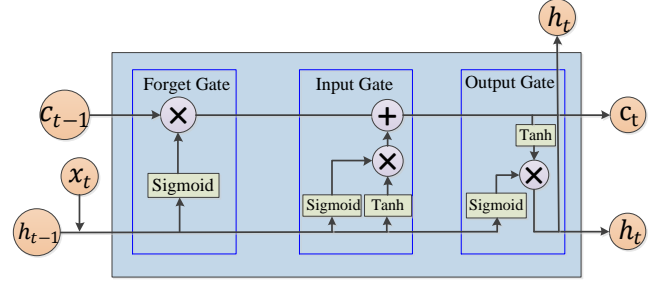 h_t
Forget Gate Input Gate Output Gate
c_{t-1} × + c_t
Tanh
x_t × ×
Sigmoid Sigmoid Tanh Sigmoid
h_{t-1} h_t